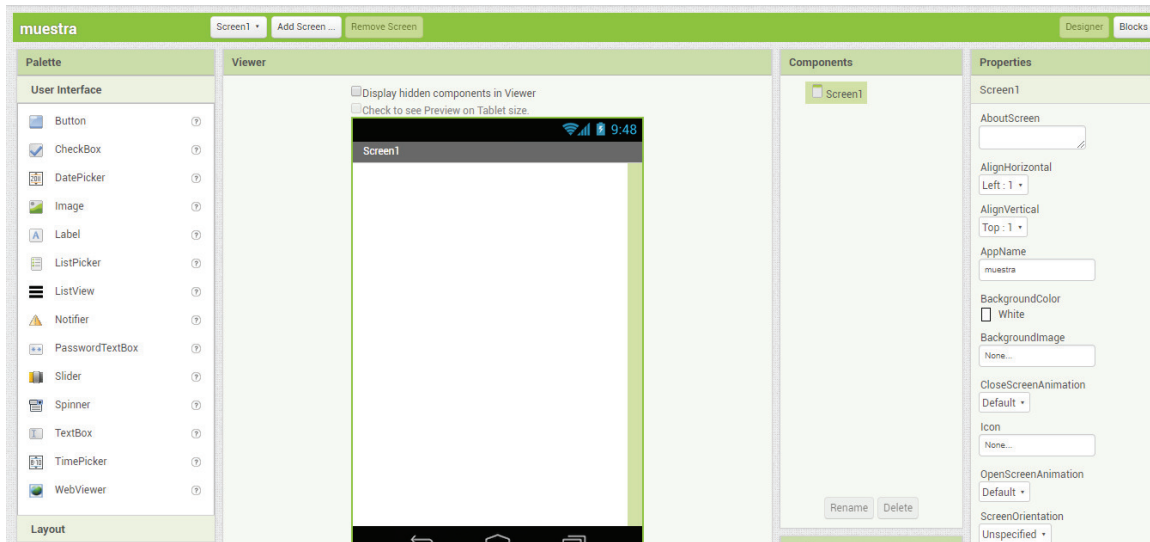 muestra
Screen1
Add Screen ...
Remove Screen
Designer
Blocks
Palette
User Interface
Button
CheckBox
DatePicker
Image
Label
ListPicker
ListView
Notifier
PasswordTextBox
Slider
Spinner
TextBox
TimePicker
WebViewer
Layout
Viewer
Display hidden components in Viewer
Check to see Preview on Tablet size.
9:48
Screen1
Components
Screen1
Rename
Delete
Properties
Screen1
AboutScreen
AlignHorizontal
Left : 1
AlignVertical
Top : 1
AppName
muestra
BackgroundColor
White
BackgroundImage
None...
CloseScreenAnimation
Default
Icon
None...
OpenScreenAnimation
Default
ScreenOrientation
Unspecified